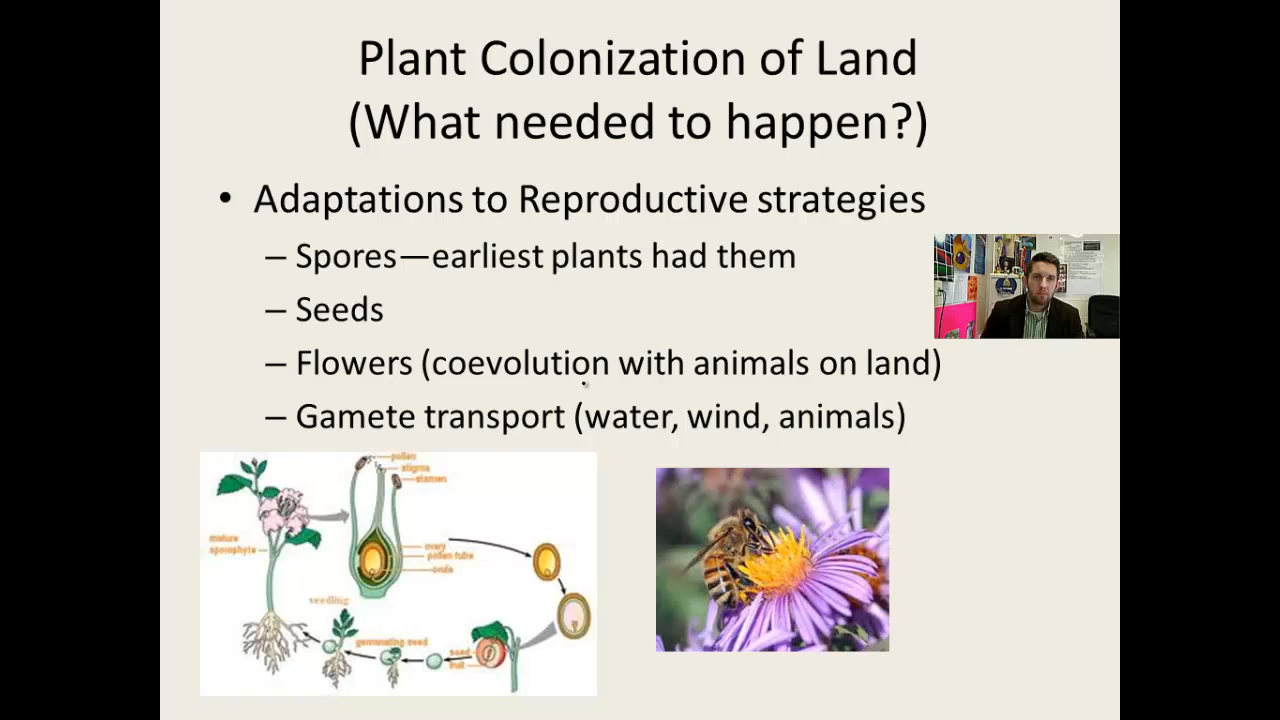 Plant Colonization of Land
(What needed to happen?)
• Adaptations to Reproductive strategies
– Spores—earliest plants had them
– Seeds
– Flowers (coevolution with animals on land)
– Gamete transport (water, wind, animals)
pollen
stigma
stamen
mature
sporophyte
ovary
pollen tube
ovule
seedling
germinating seed
seed
fruit